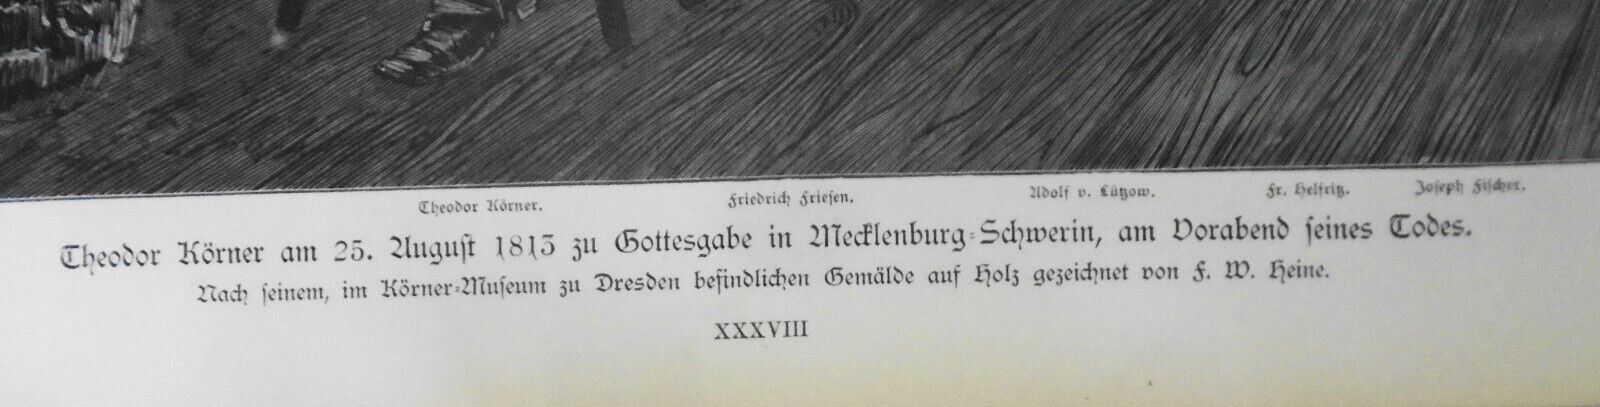 Theodor Körner. Friedrich Friesen. Adolf v. Lützow. Fr. Helfritz. Joseph Fischer.
Theodor Körner am 25. August 1813 zu Gottesgabe in Mecklenburg-Schwerin, am Vorabend seines Todes.
Nach seinem, im Körner-Museum zu Dresden befindlichen Gemälde auf Holz gezeichnet von F. W. Heine.
XXXVIII